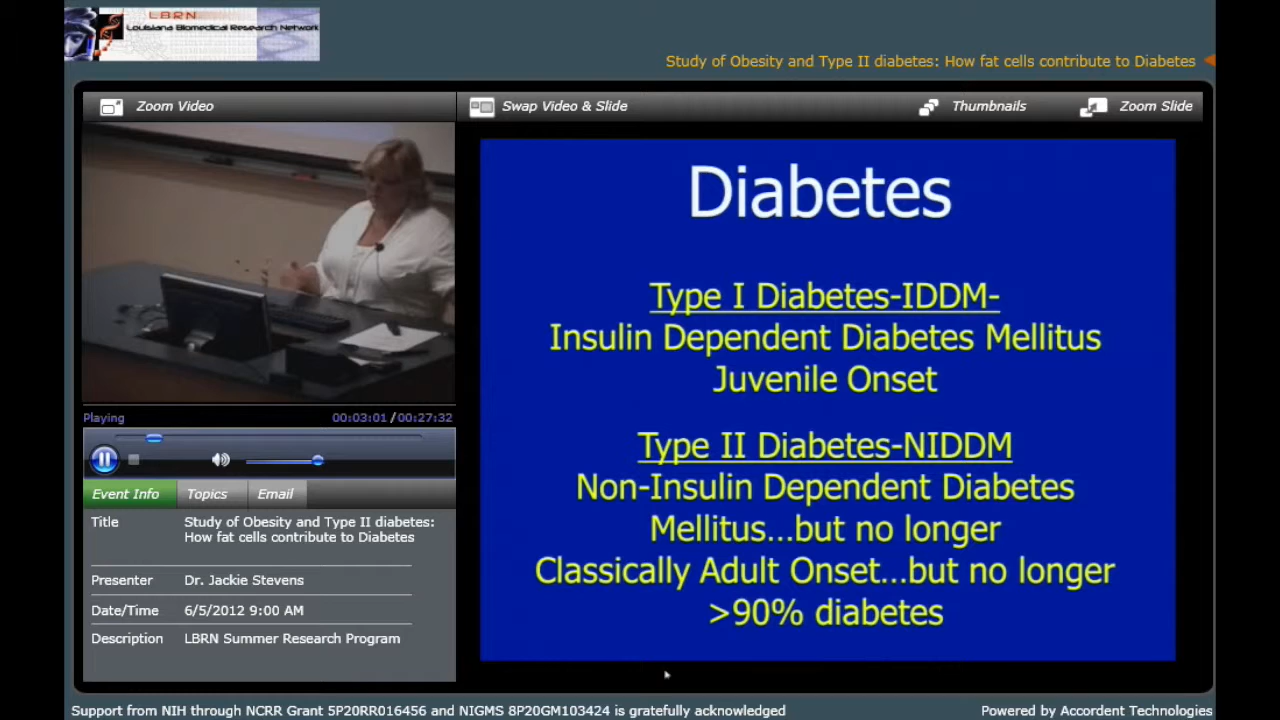 LBRN
Louisiana Biomedical Research Network
Study of Obesity and Type II diabetes: How fat cells contribute to Diabetes
Zoom Video
Swap Video & Slide
Thumbnails
Zoom Slide
Diabetes
Type I Diabetes-IDDM-
Insulin Dependent Diabetes Mellitus
Juvenile Onset
Type II Diabetes-NIDDM
Non-Insulin Dependent Diabetes
Mellitus...but no longer
Classically Adult Onset...but no longer
>90% diabetes
Playing
00:03:01 /00:27:32
Event Info
Topics
Email
Title
Study of Obesity and Type II diabetes:
How fat cells contribute to Diabetes
Presenter
Dr. Jackie Stevens
Date/Time
6/5/2012 9:00 AM
Description
LBRN Summer Research Program
Support from NIH through NCRR Grant 5P20RR016456 and NIGMS 8P20GM103424 is gratefully acknowledged
Powered by Accordent Technologies